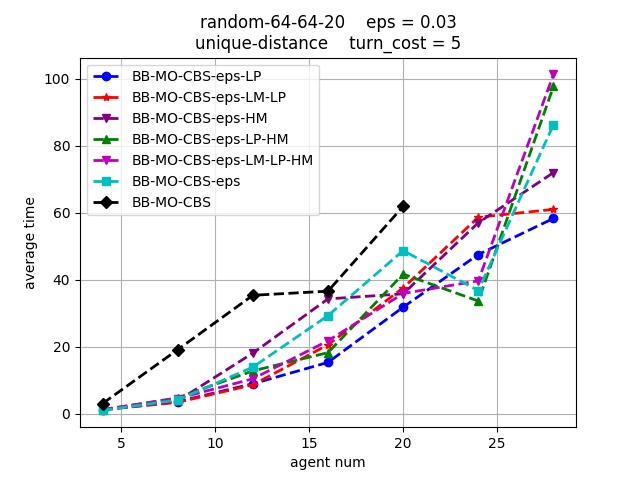 random-64-64-20    eps = 0.03
unique-distance    turn_cost = 5
BB-MO-CBS-eps-LP
BB-MO-CBS-eps-LM-LP
BB-MO-CBS-eps-HM
BB-MO-CBS-eps-LP-HM
BB-MO-CBS-eps-LM-LP-HM
BB-MO-CBS-eps
BB-MO-CBS
average time
100
80
60
40
20
0
5 10 15 20 25
agent num